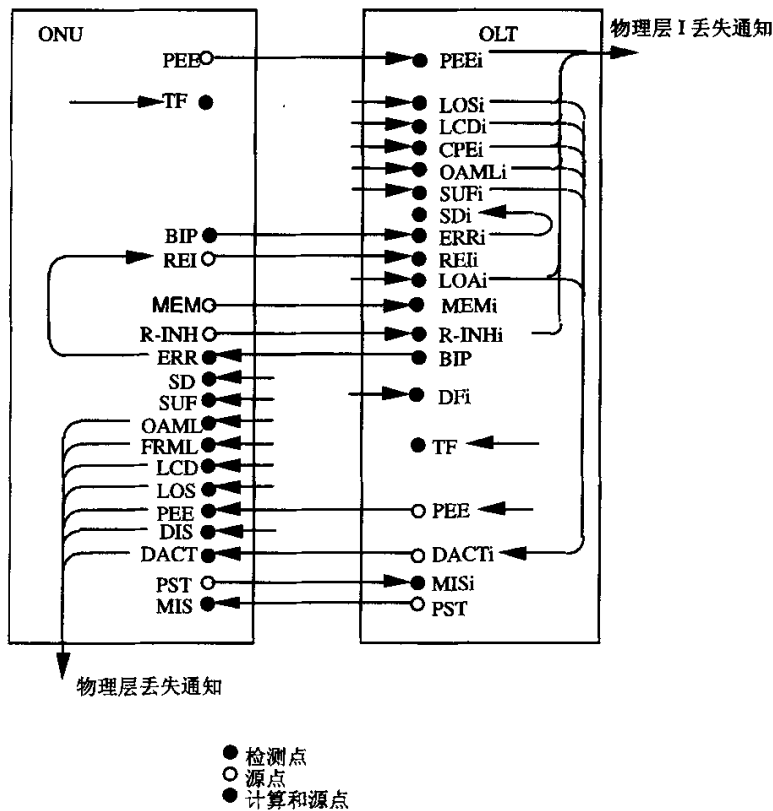 ONU
PEE
TF
BIP
REI
MEM
R-INH
ERR
SD
SUF
OAML
FRML
LCD
LOS
PEE
DIS
DACT
PST
MIS
物理层丢失通知
OLT
物理层 I 丢失通知
PEEi
LOSi
LCDi
CPEi
OAMLi
SUFi
SDi
ERRi
REIi
LOAi
MEMi
R-INHi
BIP
DFi
TF
PEE
DACTi
MISi
PST
检测点
源点
计算和源点